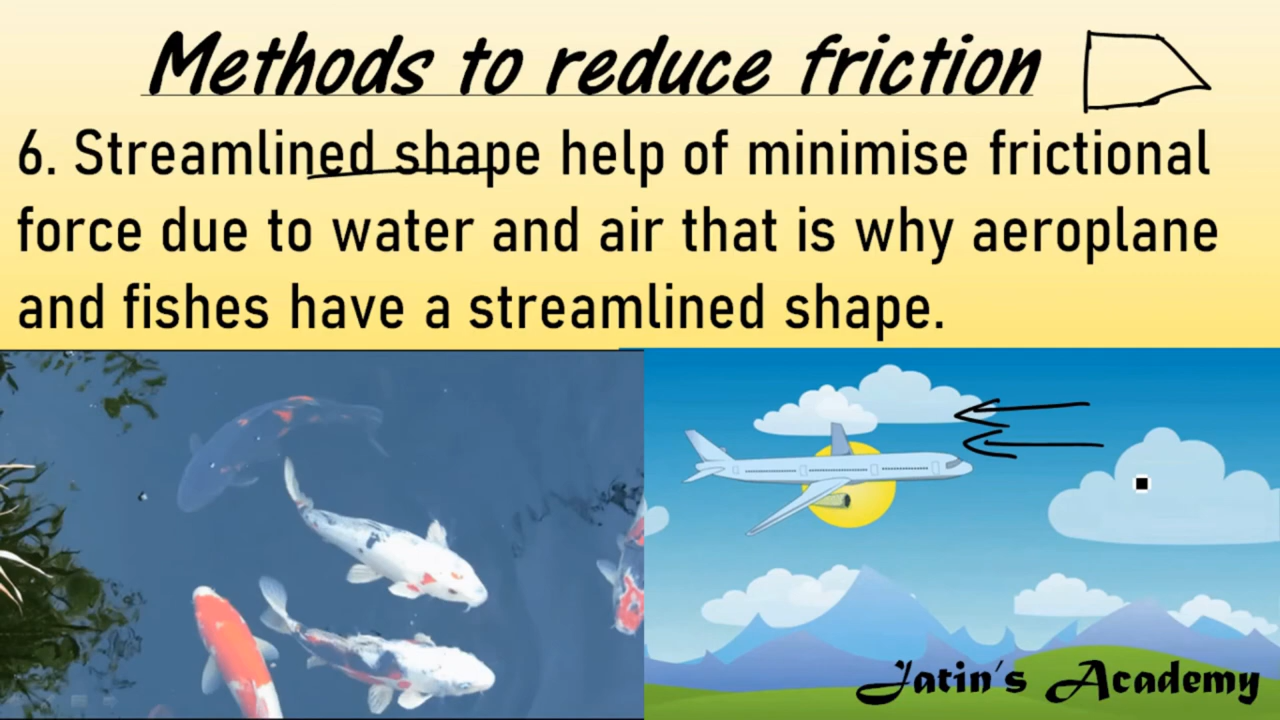 Methods to reduce friction
6. Streamlined shape help of minimise frictional
force due to water and air that is why aeroplane
and fishes have a streamlined shape.
Jatin's Academy